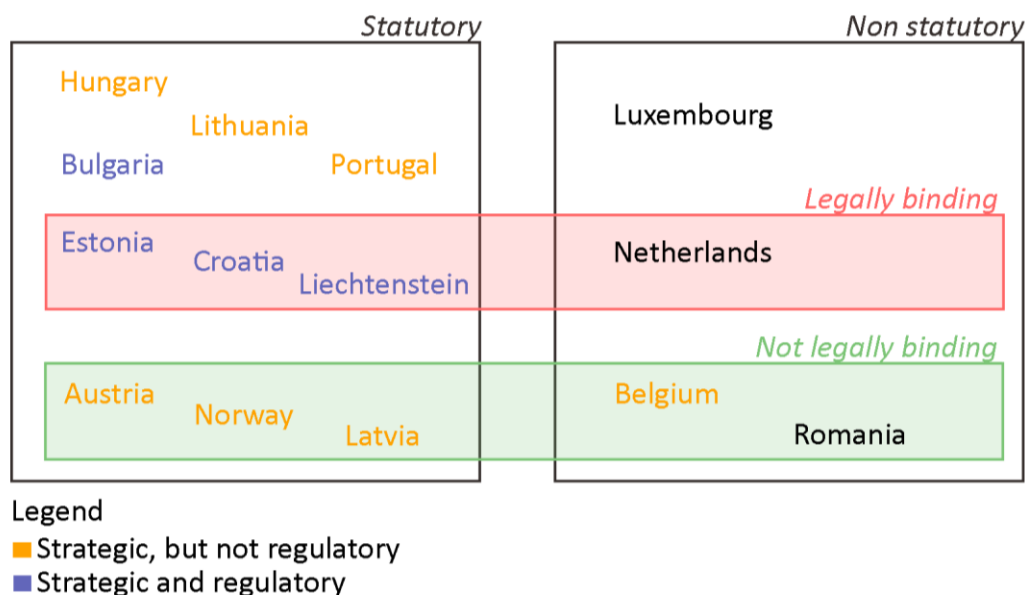 Statutory
Non statutory
Hungary
Luxembourg
Lithuania
Bulgaria
Portugal
Legally binding
Estonia
Croatia
Netherlands
Liechtenstein
Not legally binding
Austria
Belgium
Norway
Latvia
Romania
Legend
Strategic, but not regulatory
Strategic and regulatory